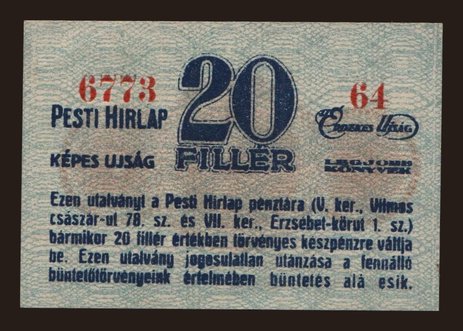 6773 20 64
PESTI HIRLAP Érdekes Ujság
KÉPES UJSÁG FILLÉR LEGJOBB KÖNYVEK
Ezen utalványt a Pesti Hirlap pénztára (V. ker., Vilmos
császár-ut 78. sz. és VII. ker., Erzsébet-körut 1. sz.)
bármikor 20 fillér értékben törvényes készpénzre váltja
be. Ezen utalvány jogosulatlan utánzása a fennálló
büntetőtörvényeink értelmében büntetés alá esik.